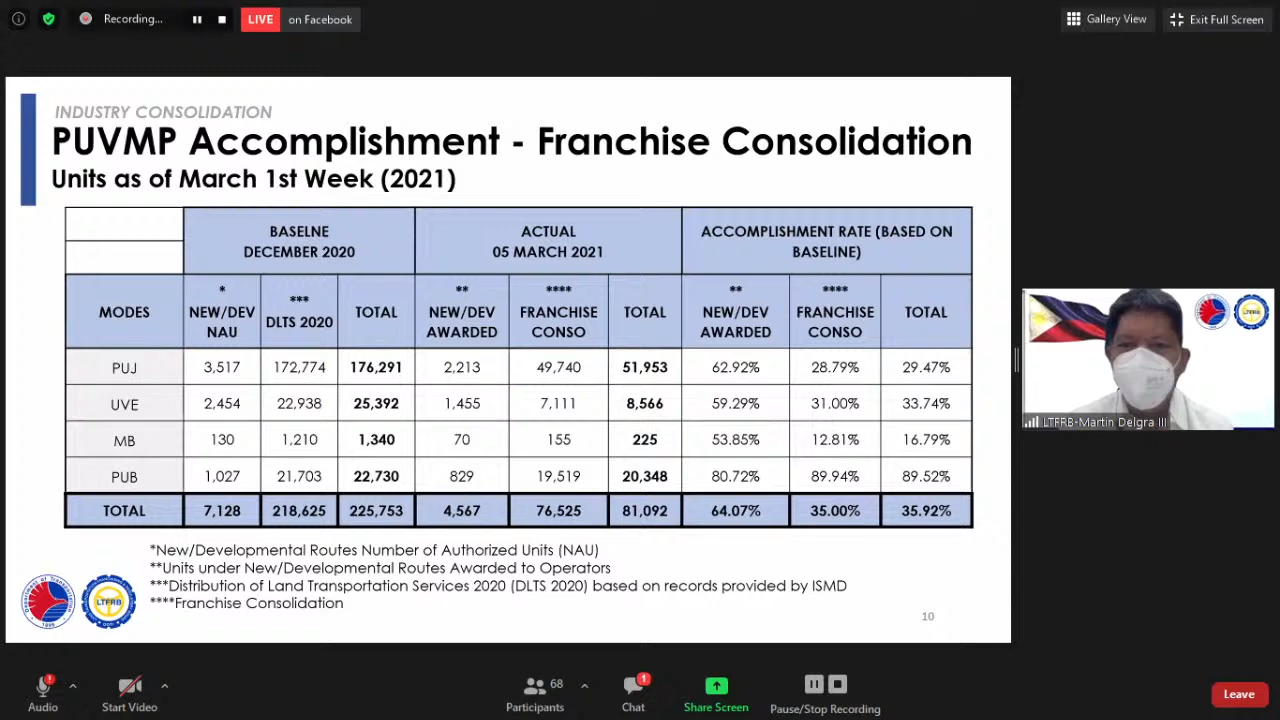 Recording...
LIVE on Facebook
Gallery View
Exit Full Screen
INDUSTRY CONSOLIDATION
PUVMP Accomplishment - Franchise Consolidation
Units as of March 1st Week (2021)
BASELNE
DECEMBER 2020
ACTUAL
05 MARCH 2021
ACCOMPLISHMENT RATE (BASED ON
BASELINE)
MODES
*
NEW/DEV
NAU
***
DLTS 2020
TOTAL
**
NEW/DEV
AWARDED
****
FRANCHISE
CONSO
TOTAL
**
NEW/DEV
AWARDED
****
FRANCHISE
CONSO
TOTAL
PUJ 3,517 172,774 176,291 2,213 49,740 51,953 62.92% 28.79% 29.47%
UVE 2,454 22,938 25,392 1,455 7,111 8,566 59.29% 31.00% 33.74%
MB 130 1,210 1,340 70 155 225 53.85% 12.81% 16.79%
PUB 1,027 21,703 22,730 829 19,519 20,348 80.72% 89.94% 89.52%
TOTAL 7,128 218,625 225,753 4,567 76,525 81,092 64.07% 35.00% 35.92%
*New/Developmental Routes Number of Authorized Units (NAU)
**Units under New/Developmental Routes Awarded to Operators
***Distribution of Land Transportation Services 2020 (DLTS 2020) based on records provided by ISMD
****Franchise Consolidation
LTFRB
10
LTFRB
LTFRB-Martin Delgra III
Audio
Start Video
68
Participants
1
Chat
Share Screen
Pause/Stop Recording
Leave